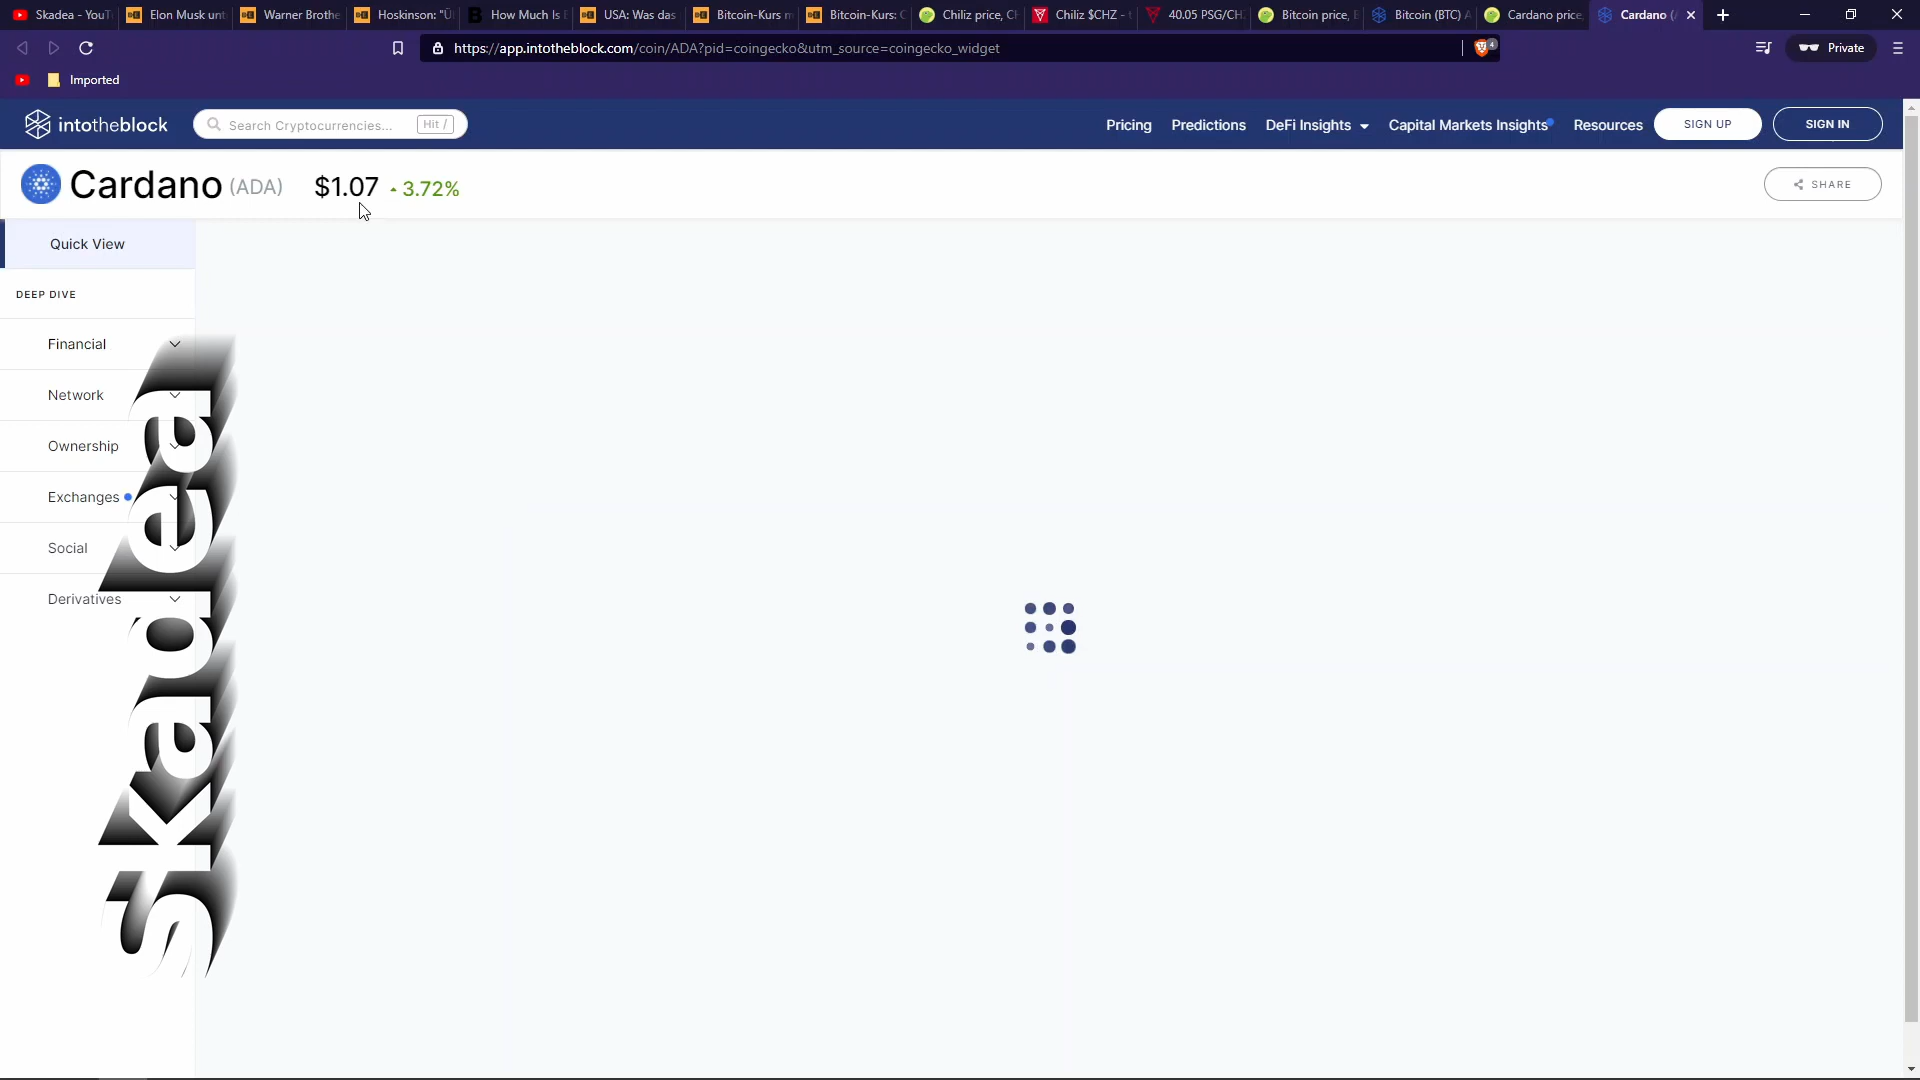 Skadea - YouT
Elon Musk unt
Warner Brothe
Hoskinson: "Ü
How Much Is
USA: Was das
Bitcoin-Kurs m
Bitcoin-Kurs:
Chiliz price, C
Chiliz $CHZ -
40.05 PSG/CH
Bitcoin price,
Bitcoin (BTC) A
Cardano price,
Cardano (
https://app.intotheblock.com/coin/ADA?pid=coingecko&utm_source=coingecko_widget
4
Private
Imported
intotheblock
Search Cryptocurrencies...
Hit /
Pricing
Predictions
DeFi Insights
Capital Markets Insights
Resources
SIGN UP
SIGN IN
Cardano (ADA) $1.07 3.72%
SHARE
Quick View
DEEP DIVE
Financial
Network
Ownership
Exchanges
Social
Derivatives
Skadea